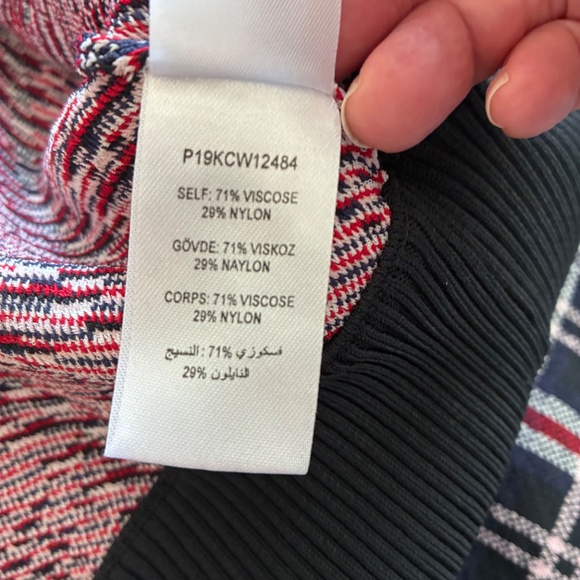 P19KCW12484
SELF: 71% VISCOSE
29% NYLON
GÖVDE: 71% VISKOZ
29% NAYLON
CORPS: 71% VISCOSE
29% NYLON
فسكوزي %71 : النسيج
النايلون %29